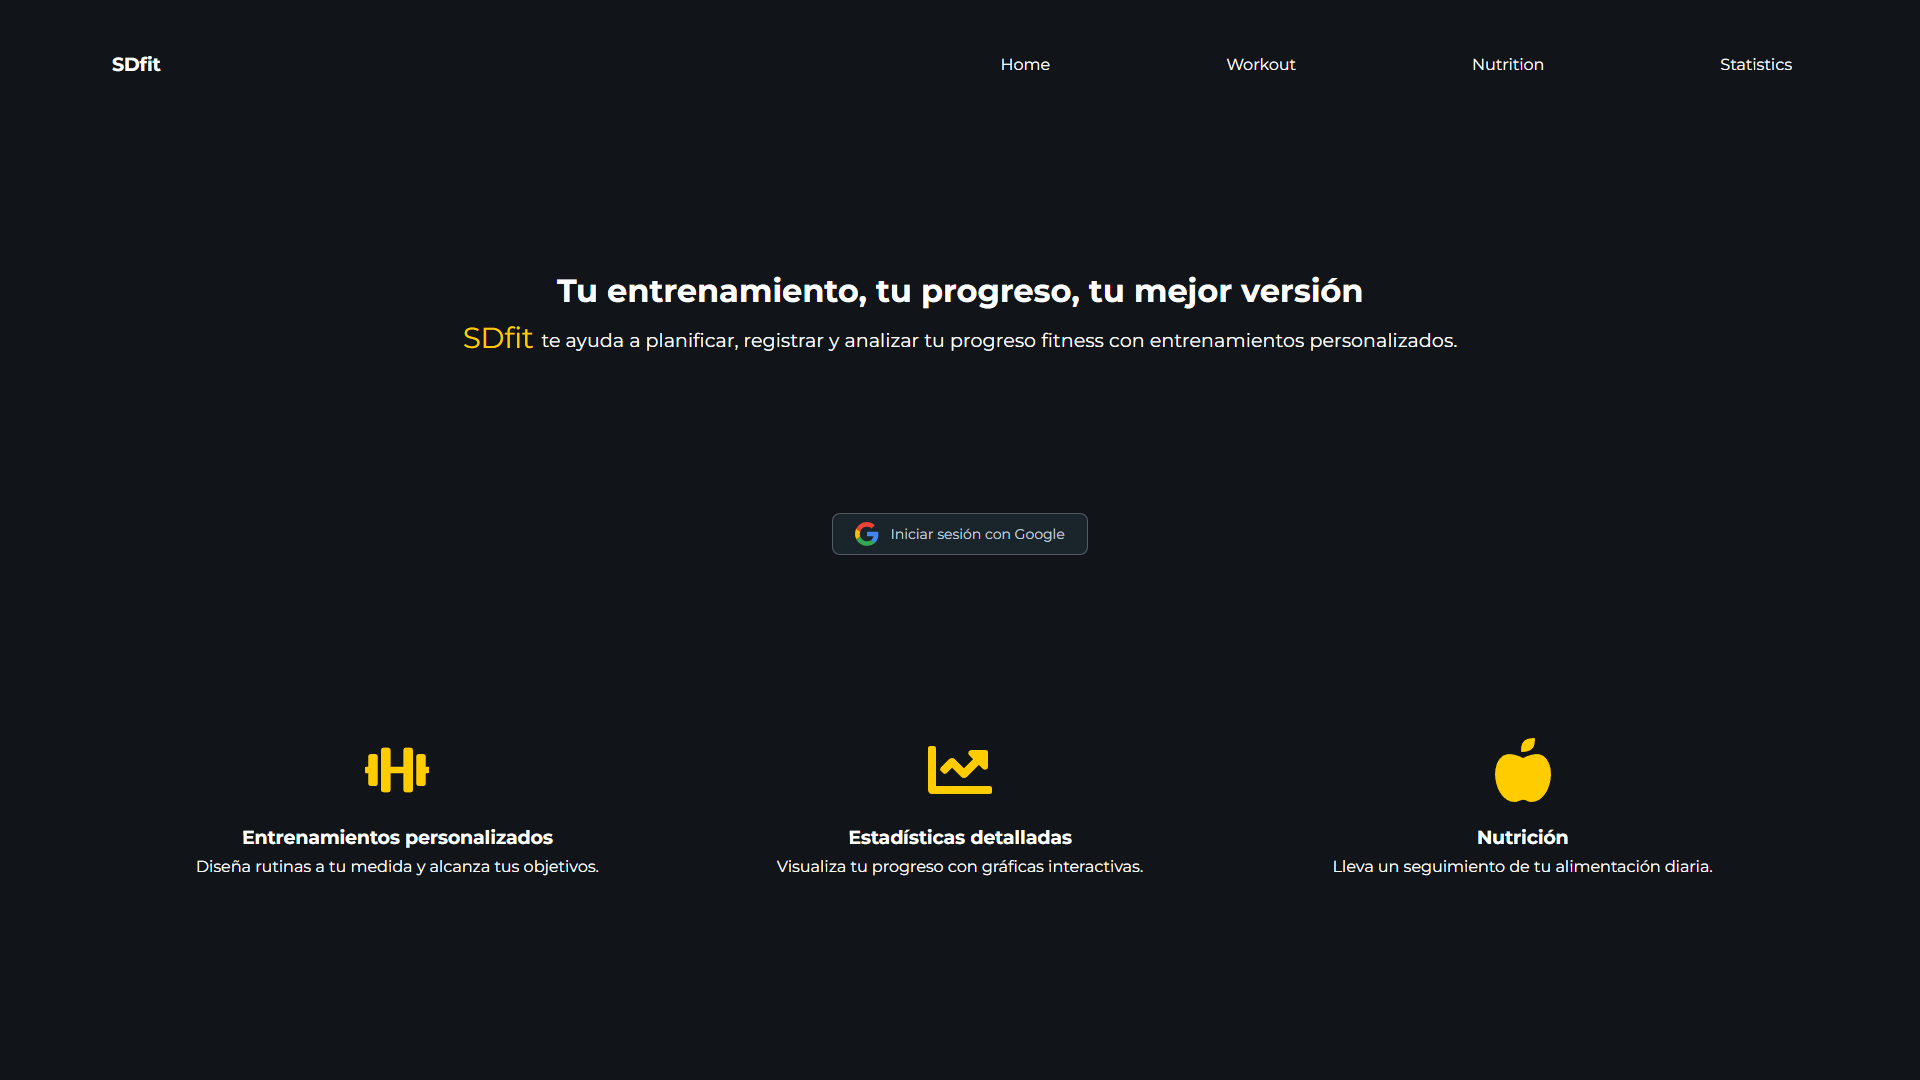 SDfit
Home
Workout
Nutrition
Statistics
Tu entrenamiento, tu progreso, tu mejor versión
SDfit te ayuda a planificar, registrar y analizar tu progreso fitness con entrenamientos personalizados.
Iniciar sesión con Google
Entrenamientos personalizados
Diseña rutinas a tu medida y alcanza tus objetivos.
Estadísticas detalladas
Visualiza tu progreso con gráficas interactivas.
Nutrición
Lleva un seguimiento de tu alimentación diaria.